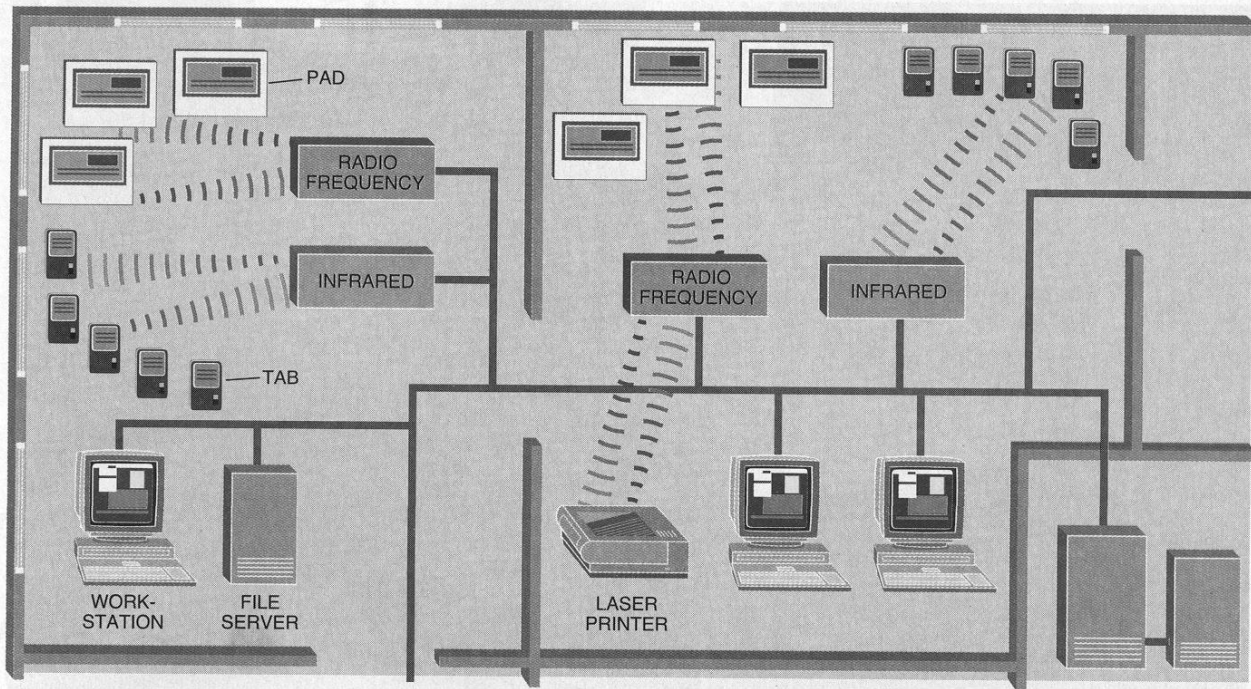 PAD
RADIO
FREQUENCY
INFRARED
TAB
RADIO
FREQUENCY
INFRARED
WORK-
STATION
FILE
SERVER
LASER
PRINTER